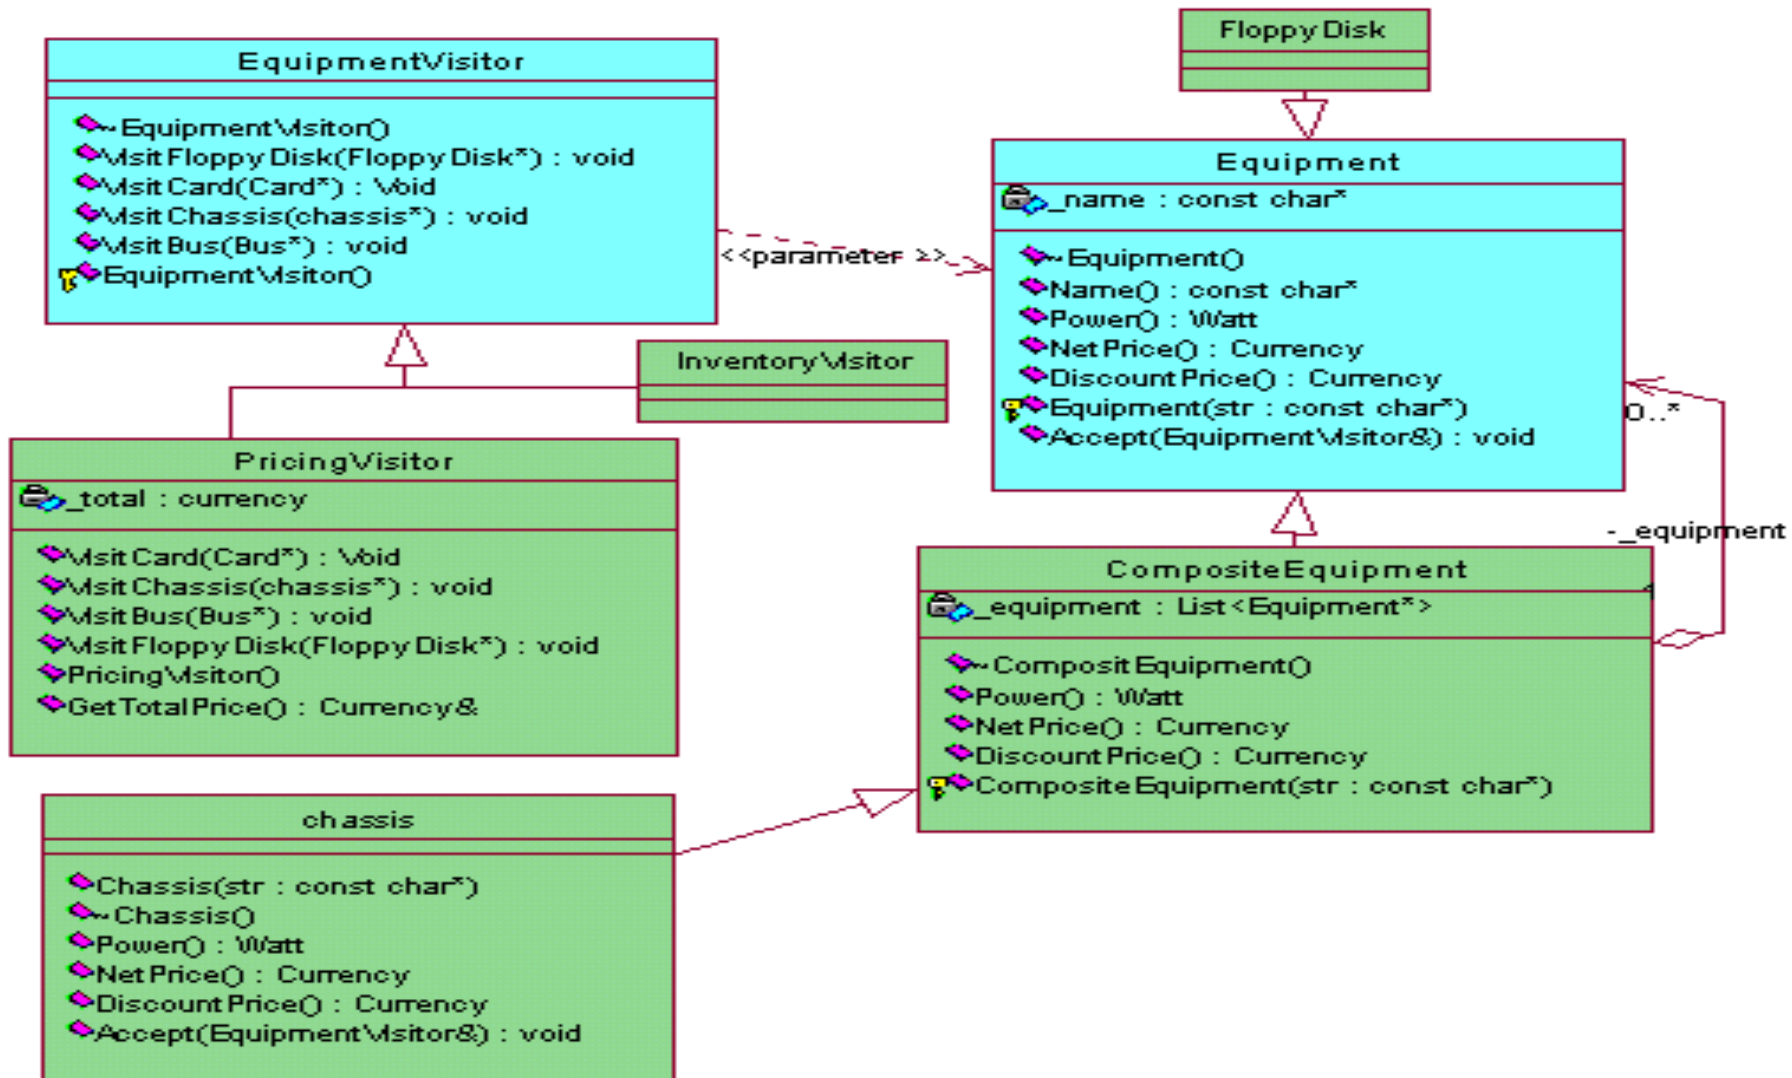 EquipmentVisitor
~EquipmentVisitor()
VisitFloppyDisk(FloppyDisk*) : void
VisitCard(Card*) : Void
VisitChassis(chassis*) : void
VisitBus(Bus*) : void
EquipmentVisitor()
FloppyDisk
Equipment
_name : const char*
~Equipment()
Name() : const char*
Power() : Watt
NetPrice() : Currency
DiscountPrice() : Currency
Equipment(str : const char*)
Accept(EquipmentVisitor&) : void
<<parameter >>
InventoryVisitor
0..*
-_equipment
PricingVisitor
_total : currency
VisitCard(Card*) : Void
VisitChassis(chassis*) : void
VisitBus(Bus*) : void
VisitFloppyDisk(FloppyDisk*) : void
PricingVisitor()
GetTotalPrice() : Currency&
CompositeEquipment
_equipment : List<Equipment*>
~CompositEquipment()
Power() : Watt
NetPrice() : Currency
DiscountPrice() : Currency
CompositeEquipment(str : const char*)
chassis
Chassis(str : const char*)
~Chassis()
Power() : Watt
NetPrice() : Currency
DiscountPrice() : Currency
Accept(EquipmentVisitor&) : void